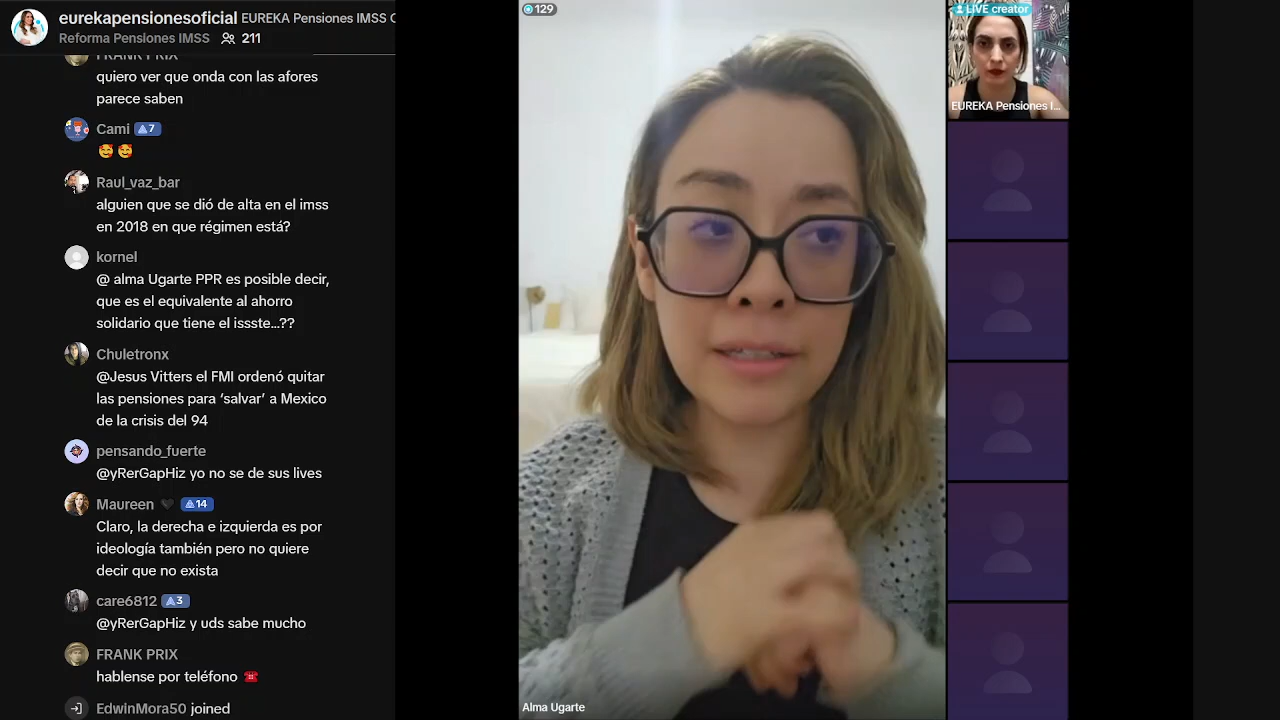 eurekapensionesoficial EUREKA Pensiones IMSS
Reforma Pensiones IMSS 211
FRANK PRIX
quiero ver que onda con las afores
parece saben
Cami 7
🥰 🥰
Raul_vaz_bar
alguien que se dió de alta en el imss
en 2018 en que régimen está?
kornel
@ alma Ugarte PPR es posible decir,
que es el equivalente al ahorro
solidario que tiene el issste...??
Chuletronx
@Jesus Vitters el FMI ordenó quitar
las pensiones para ‘salvar’ a Mexico
de la crisis del 94
pensando_fuerte
@yRerGapHiz yo no se de sus lives
Maureen 🖤 14
Claro, la derecha e izquierda es por
ideología también pero no quiere
decir que no exista
care6812 3
@yRerGapHiz y uds sabe mucho
FRANK PRIX
hablense por teléfono ☎️
EdwinMora50 joined
129
Alma Ugarte
LIVE creator
EUREKA Pensiones I...